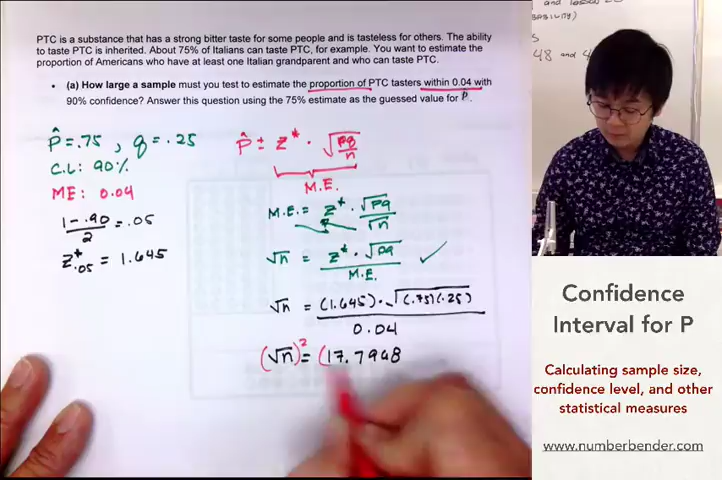 PTC is a substance that has a strong bitter taste for some people and is tasteless for others. The ability
to taste PTC is inherited. About 75% of Italians can taste PTC, for example. You want to estimate the
proportion of Americans who have at least one Italian grandparent and who can taste PTC.
• (a) How large a sample must you test to estimate the proportion of PTC tasters within 0.04 with
90% confidence? Answer this question using the 75% estimate as the guessed value for p̂.
p̂ = .75 , q = .25
C.L: 90%
ME: 0.04
1-.90/2 = .05
z*.05 = 1.645
p̂ ± z* · √(pq/n)
M.E.
M.E. = z* · √pq/√n
√n = z* · √pq/M.E. ✓
√n = (1.645) · √(.75)(.25)/0.04
(√n)² = (17.7948
48 and 4
Confidence
Interval for P
Calculating sample size,
confidence level, and other
statistical measures
www.numberbender.com